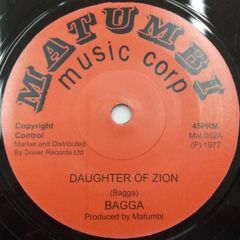 MATUMBI
music corp
Copyright
Control
Market and Distributed
By Dover Records Ltd
45PRM
Mat 002A
(P) 1977
DAUGHTER OF ZION
(Bagga)
BAGGA
Produced by Matumbi